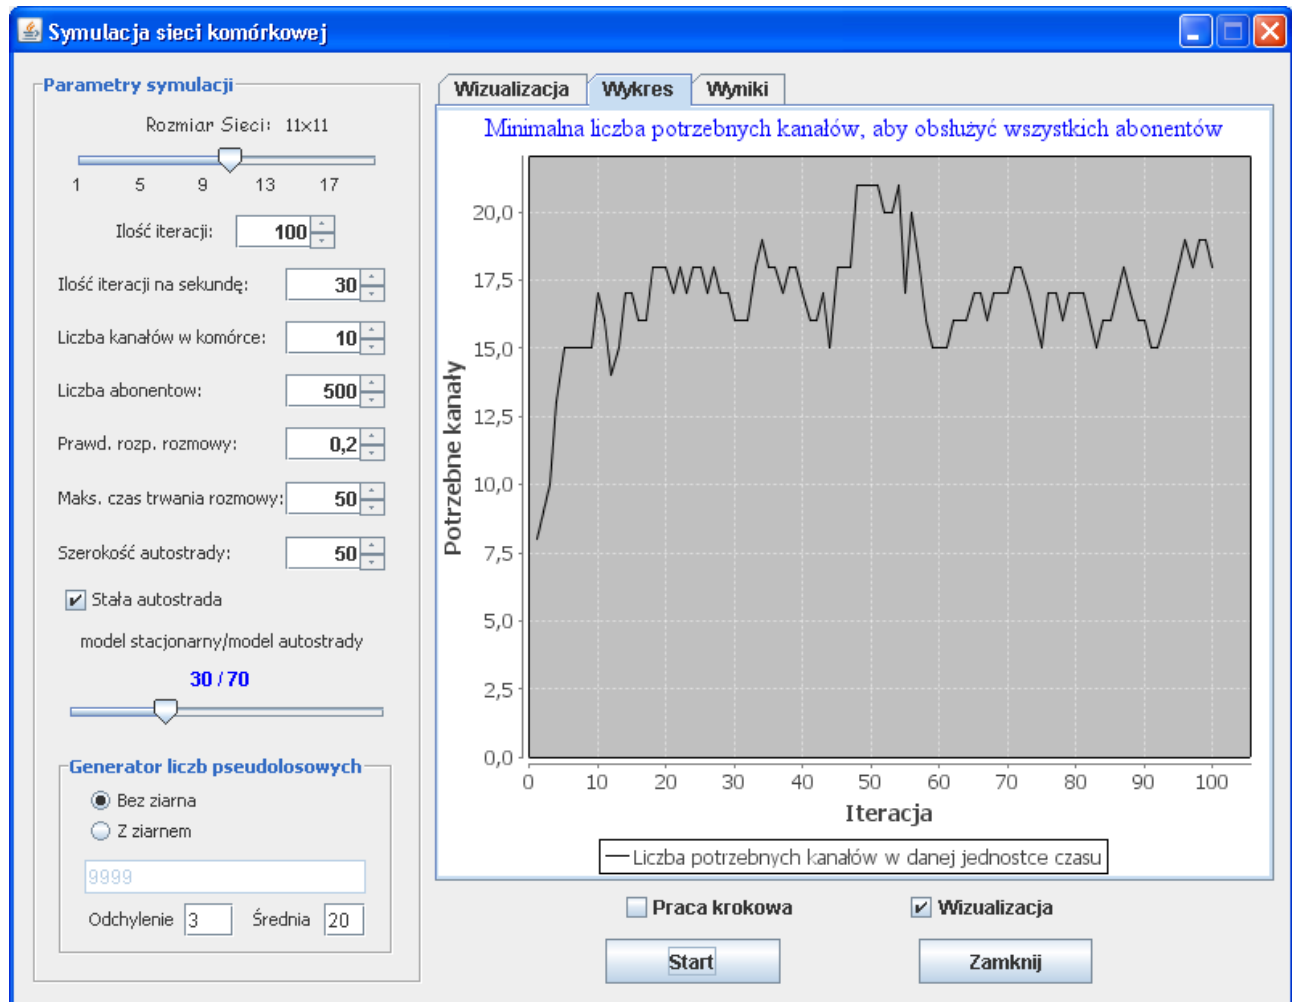 Symulacja sieci komórkowej
Parametry symulacji
Rozmiar Sieci: 11x11
1 5 9 13 17
Ilość iteracji: 100
Ilość iteracji na sekundę: 30
Liczba kanałów w komórce: 10
Liczba abonentow: 500
Prawd. rozp. rozmowy: 0,2
Maks. czas trwania rozmowy: 50
Szerokość autostrady: 50
Stała autostrada
model stacjonarny/model autostrady
30 / 70
Generator liczb pseudolosowych
Bez ziarna
Z ziarnem
9999
Odchylenie 3 Średnia 20
Wizualizacja Wykres Wyniki
Minimalna liczba potrzebnych kanałów, aby obsłużyć wszystkich abonentów
Potrzebne kanały
20,0
17,5
15,0
12,5
10,0
7,5
5,0
2,5
0,0
0 10 20 30 40 50 60 70 80 90 100
Iteracja
Liczba potrzebnych kanałów w danej jednostce czasu
Praca krokowa Wizualizacja
Start Zamknij